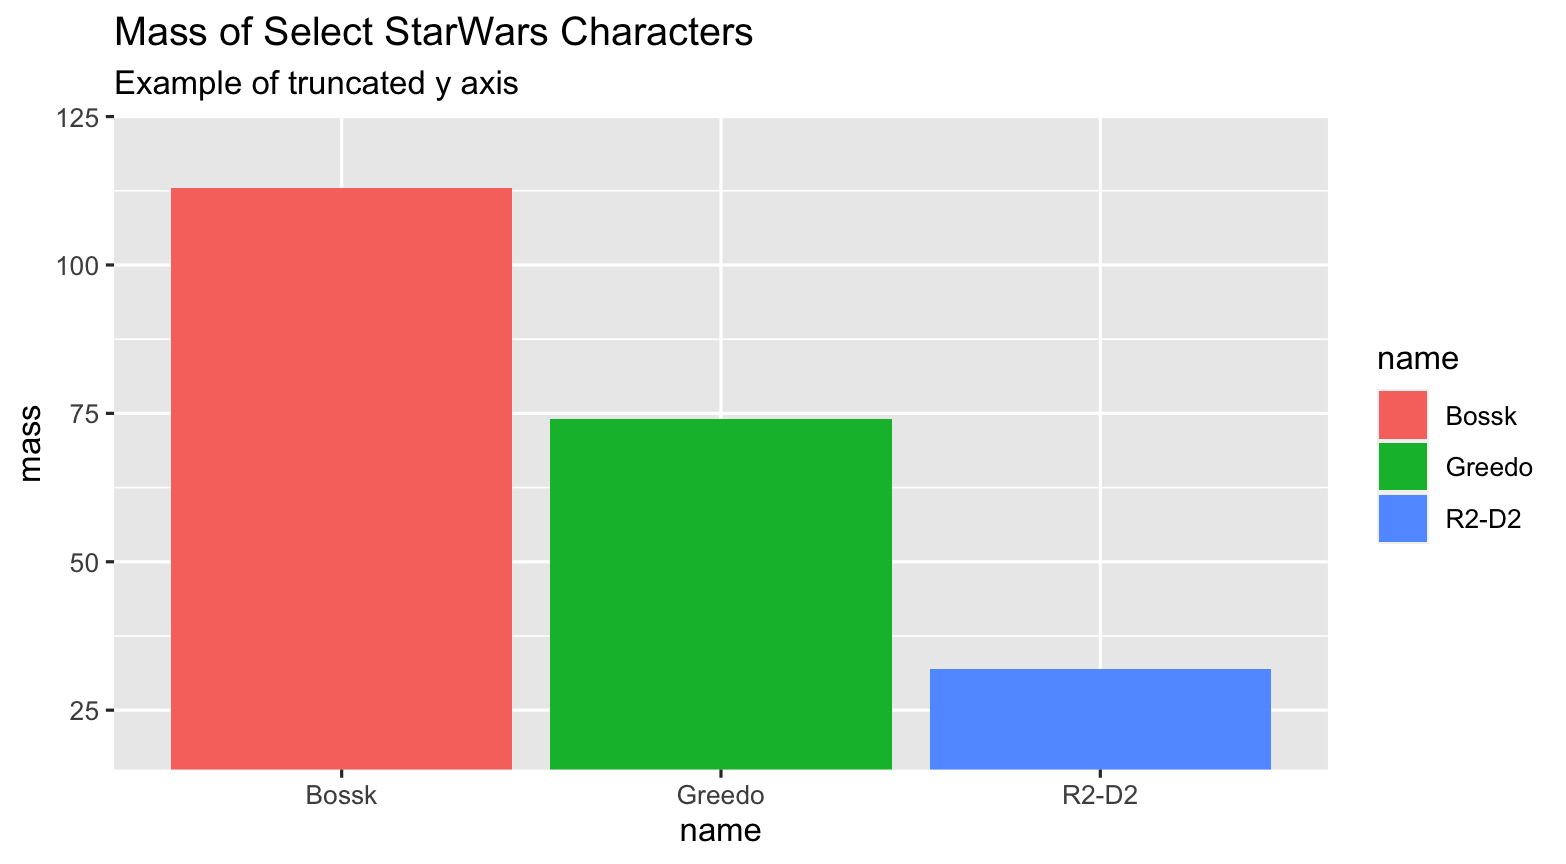 Mass of Select StarWars Characters
Example of truncated y axis
125
100
75
50
25
mass
Bossk
Greedo
R2-D2
name
name
Bossk
Greedo
R2-D2